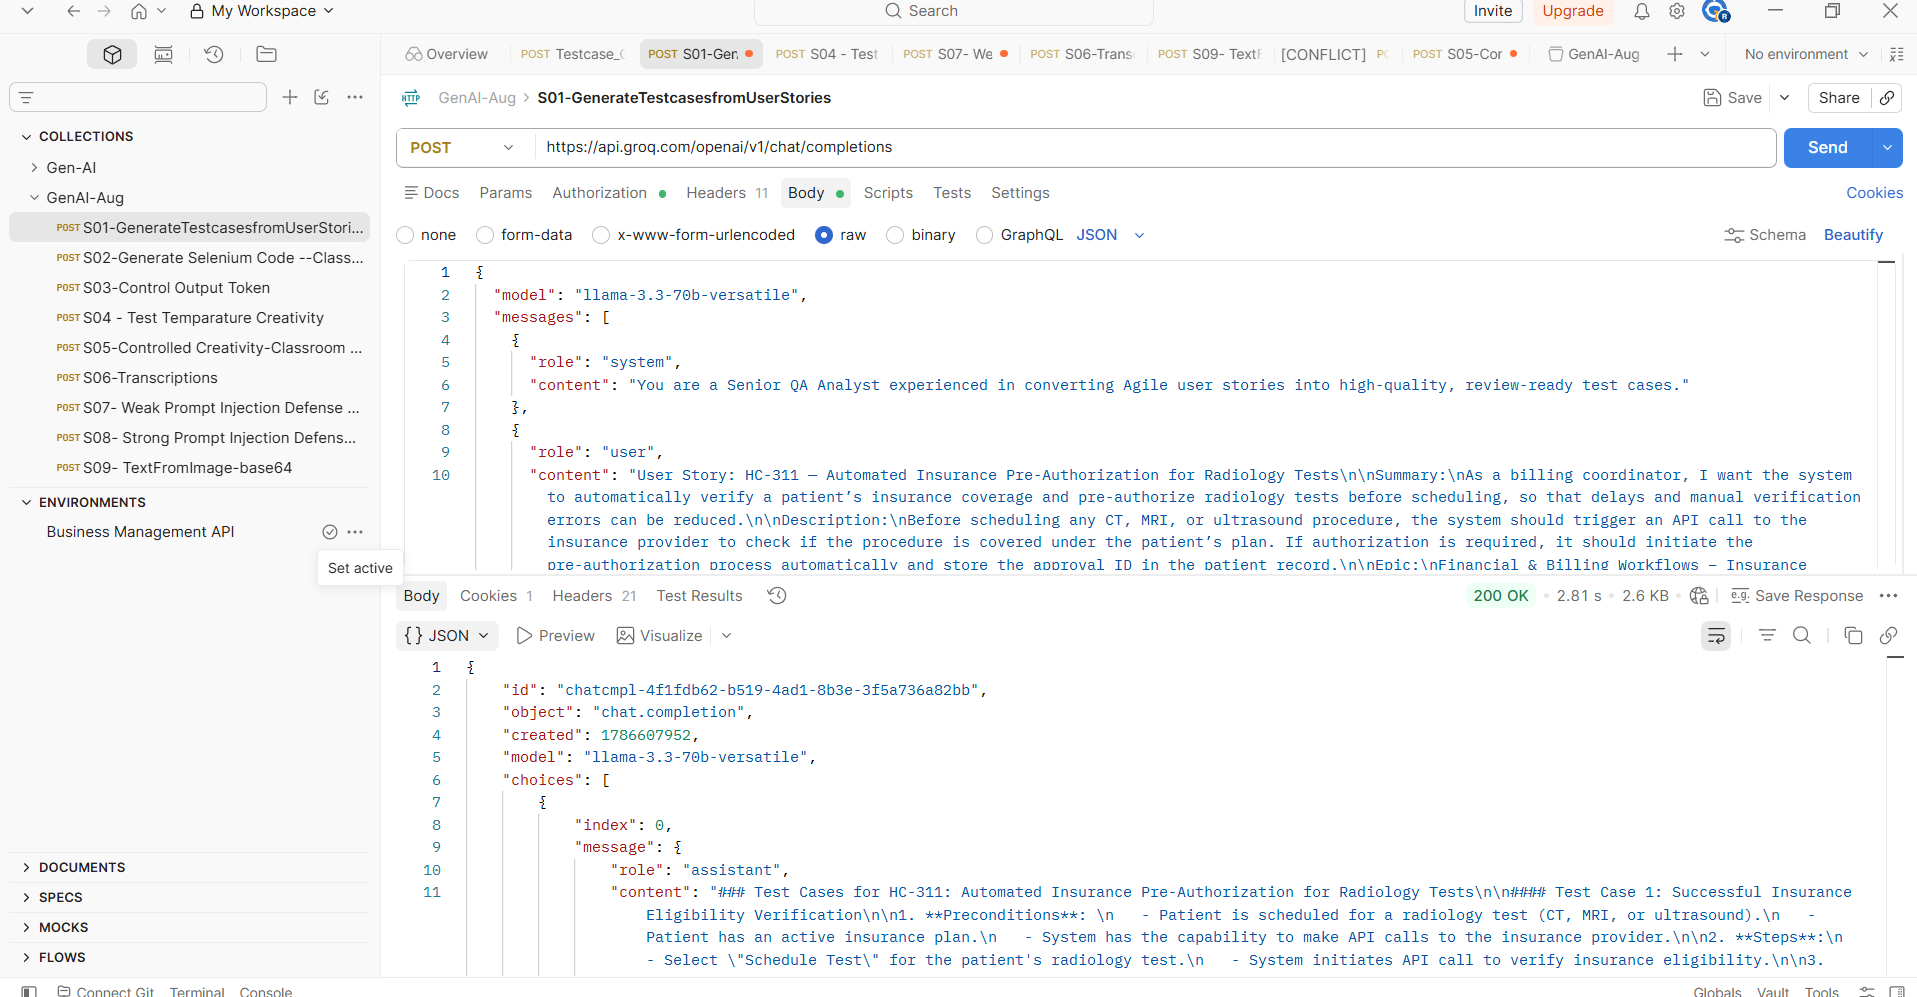 My Workspace
Search
Invite
Upgrade
R
Overview
POST Testcase_
POST S01-Gen
POST S04 - Test
POST S07- We
POST S06-Trans
POST S09- Text
[CONFLICT]
POST S05-Cor
GenAI-Aug
No environment
GenAI-Aug > S01-GenerateTestcasesfromUserStories
Save
Share
COLLECTIONS
Gen-AI
GenAI-Aug
POST S01-GenerateTestcasesfromUserStori...
POST S02-Generate Selenium Code --Class...
POST S03-Control Output Token
POST S04 - Test Temparature Creativity
POST S05-Controlled Creativity-Classroom ...
POST S06-Transcriptions
POST S07- Weak Prompt Injection Defense ...
POST S08- Strong Prompt Injection Defens...
POST S09- TextFromImage-base64
ENVIRONMENTS
Business Management API
Set active
DOCUMENTS
SPECS
MOCKS
FLOWS
POST
https://api.groq.com/openai/v1/chat/completions
Send
Docs
Params
Authorization
Headers 11
Body
Scripts
Tests
Settings
Cookies
none
form-data
x-www-form-urlencoded
raw
binary
GraphQL
JSON
Schema
Beautify
1 {
2 "model": "llama-3.3-70b-versatile",
3 "messages": [
4 {
5 "role": "system",
6 "content": "You are a Senior QA Analyst experienced in converting Agile user stories into high-quality, review-ready test cases."
7 },
8 {
9 "role": "user",
10 "content": "User Story: HC-311 — Automated Insurance Pre-Authorization for Radiology Tests\n\nSummary:\nAs a billing coordinator, I want the system
to automatically verify a patient’s insurance coverage and pre-authorize radiology tests before scheduling, so that delays and manual verification
errors can be reduced.\n\nDescription:\nBefore scheduling any CT, MRI, or ultrasound procedure, the system should trigger an API call to the
insurance provider to check if the procedure is covered under the patient’s plan. If authorization is required, it should initiate the
pre-authorization process automatically and store the approval ID in the patient record.\n\nEpic:\nFinancial & Billing Workflows — Insurance
Body
Cookies 1
Headers 21
Test Results
200 OK
2.81 s
2.6 KB
e.g. Save Response
{} JSON
Preview
Visualize
1 {
2 "id": "chatcmpl-4f1fdb62-b519-4ad1-8b3e-3f5a736a82bb",
3 "object": "chat.completion",
4 "created": 1786607952,
5 "model": "llama-3.3-70b-versatile",
6 "choices": [
7 {
8 "index": 0,
9 "message": {
10 "role": "assistant",
11 "content": "### Test Cases for HC-311: Automated Insurance Pre-Authorization for Radiology Tests\n\n#### Test Case 1: Successful Insurance
Eligibility Verification\n\n1. **Preconditions**: \n   - Patient is scheduled for a radiology test (CT, MRI, or ultrasound).\n   -
Patient has an active insurance plan.\n   - System has the capability to make API calls to the insurance provider.\n\n2. **Steps**:\n
- Select \"Schedule Test\" for the patient's radiology test.\n   - System initiates API call to verify insurance eligibility.\n\n3.
Connect Git
Terminal
Console
Globals
Vault
Tools